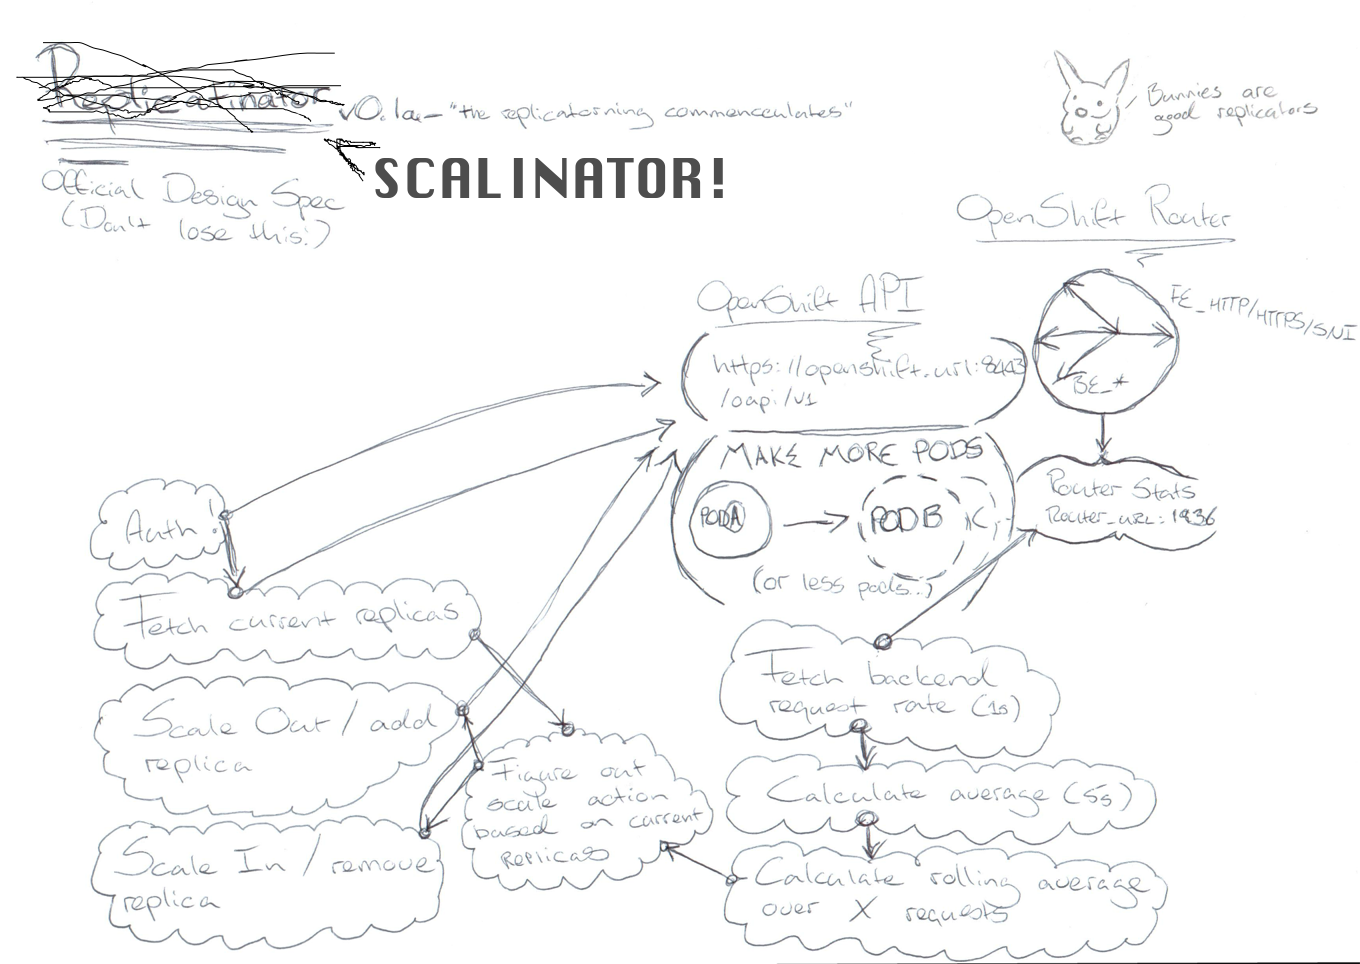 Replicatinator v0.1a - "the replicatorning commenceulates"
SCALINATOR!
Official Design Spec
(Don't lose this!)
Bunnies are
good replicators
OpenShift Router
FE_HTTP/HTTPS/SNI
BE_*
OpenShift API
https://openshift.url:8443
/oapi/v1
MAKE MORE PODS
POD A
POD B
(or less pods..)
Router Stats
Router_URL:1936
Auth!
Fetch current replicas
Scale Out / add
replica
Scale In / remove
replica
Figure out
scale action
based on current
Replicas
Fetch backend
request rate (1s)
Calculate average (5s)
Calculate rolling average
over X requests